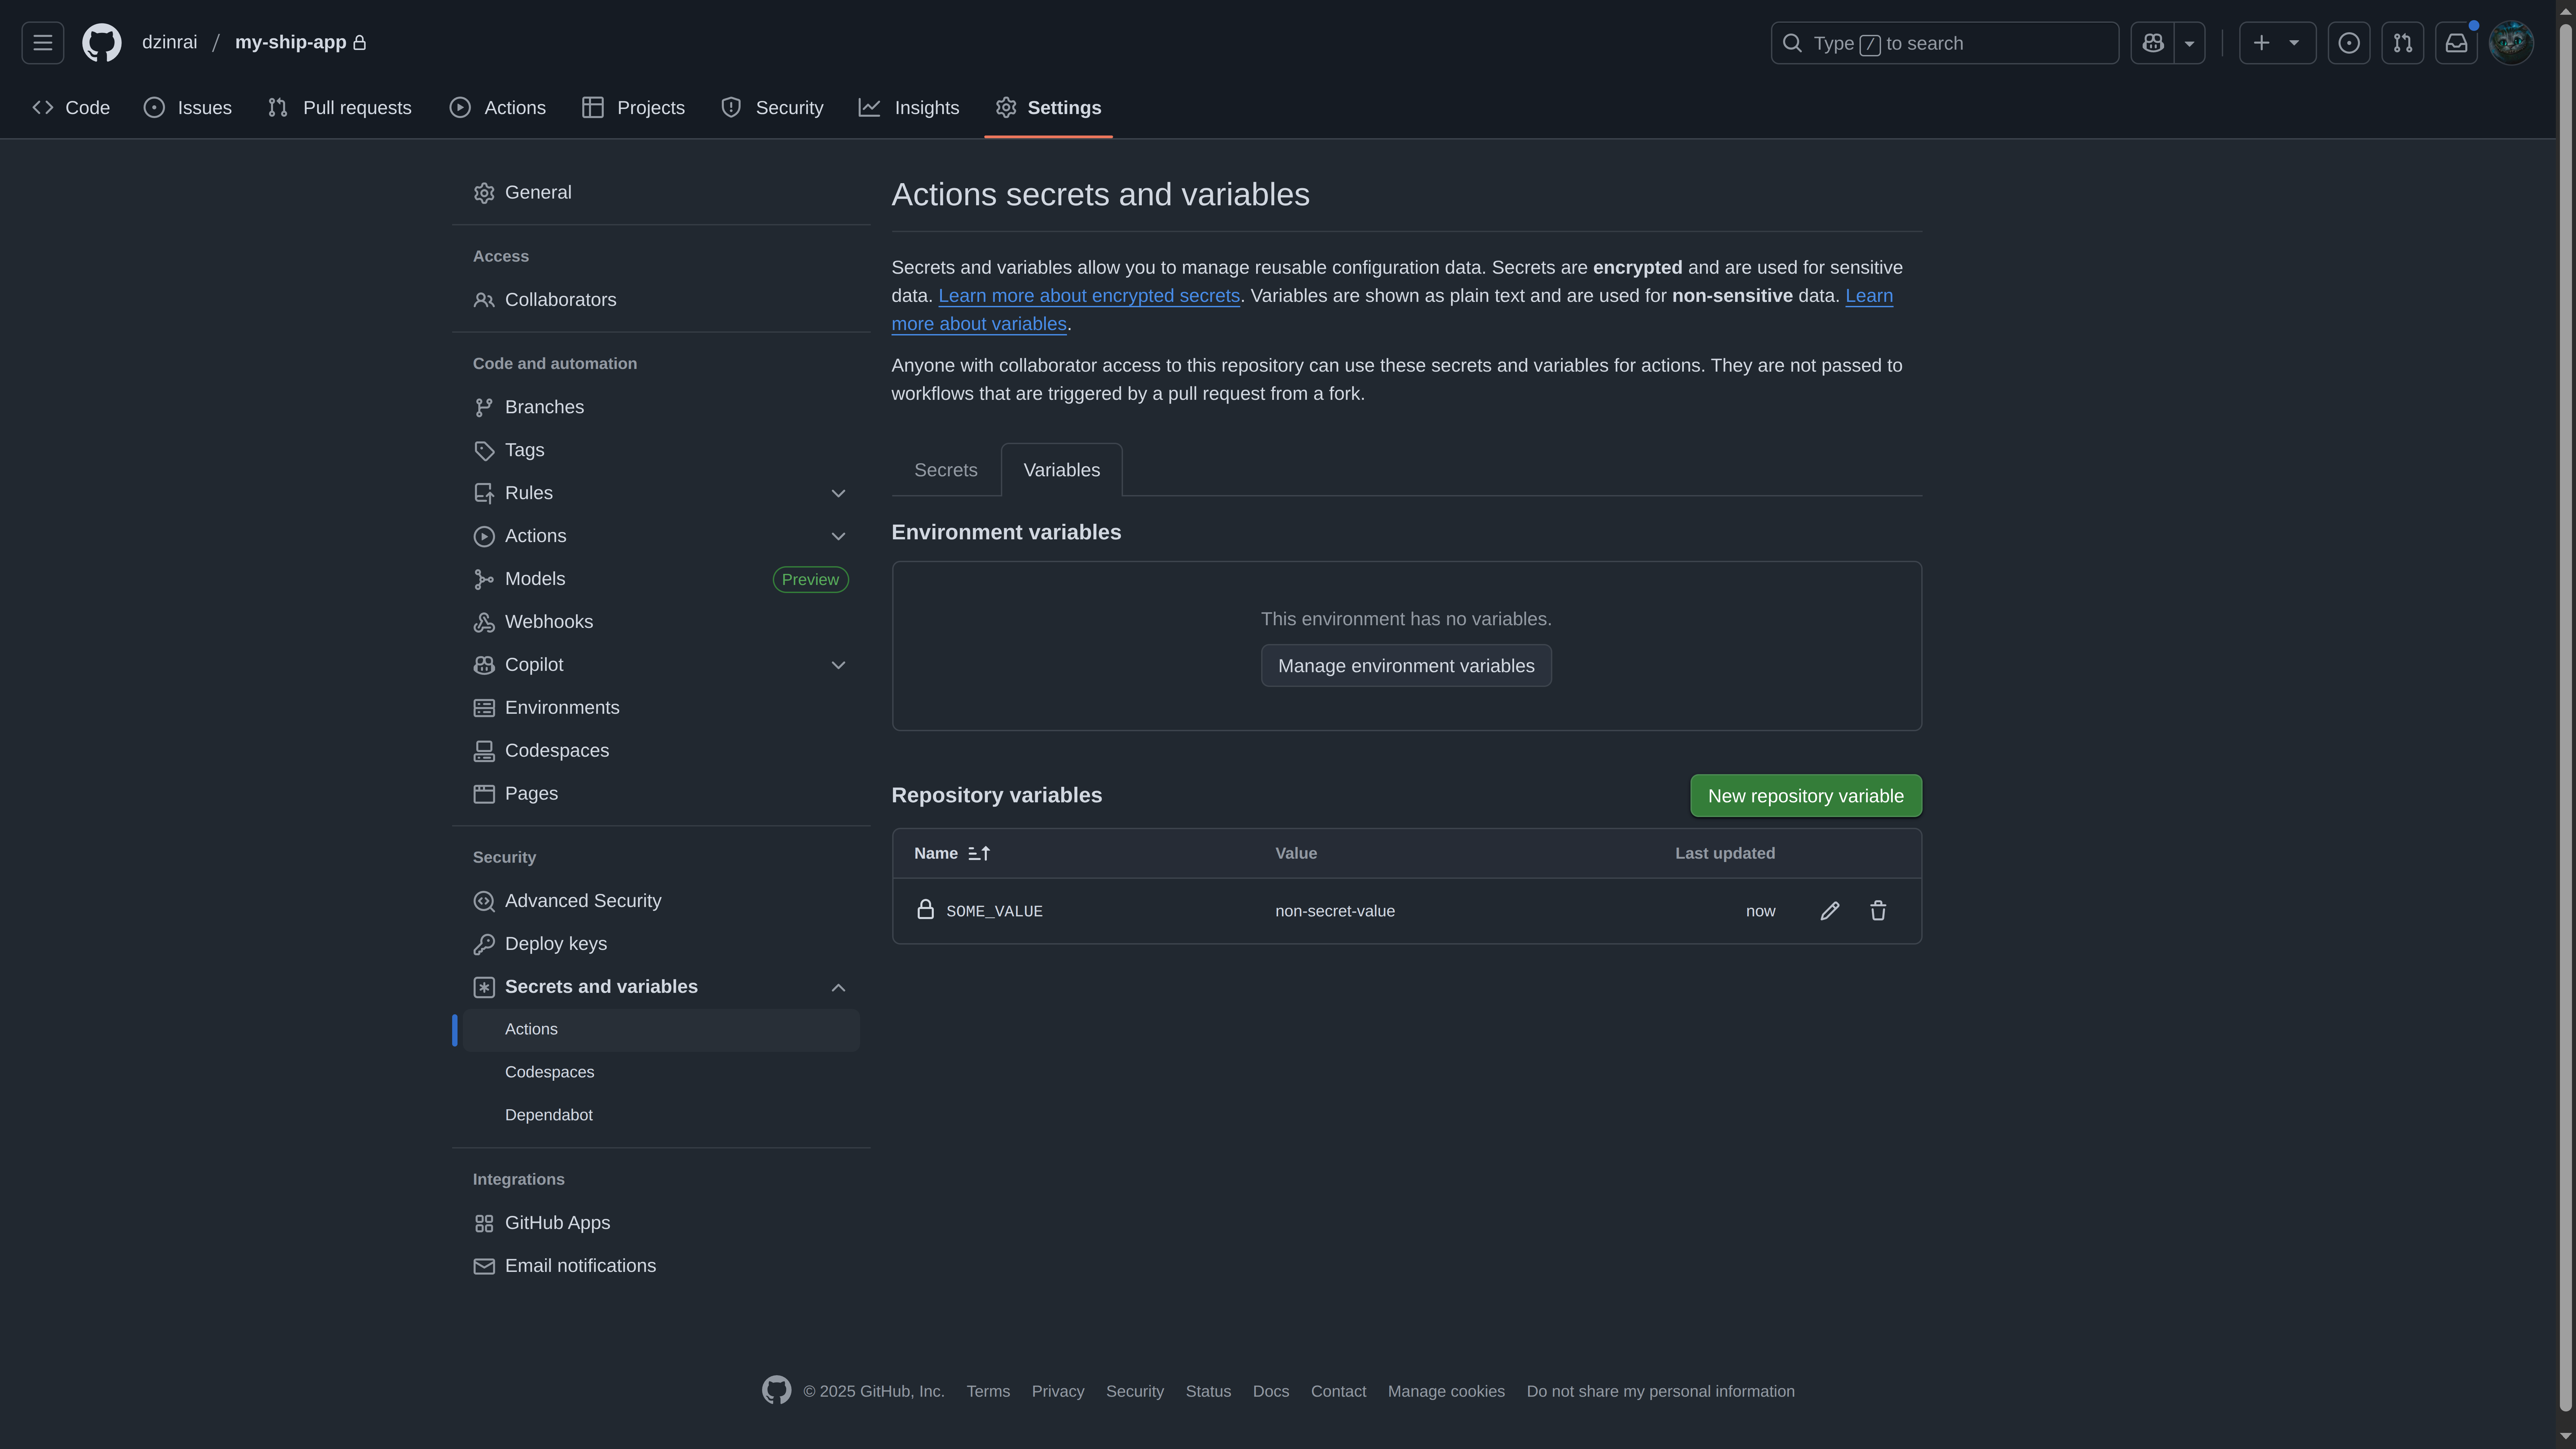 dzinrai / my-ship-app
Type / to search
Code
Issues
Pull requests
Actions
Projects
Security
Insights
Settings
General
Access
Collaborators
Code and automation
Branches
Tags
Rules
Actions
Models Preview
Webhooks
Copilot
Environments
Codespaces
Pages
Security
Advanced Security
Deploy keys
Secrets and variables
Actions
Codespaces
Dependabot
Integrations
GitHub Apps
Email notifications
Actions secrets and variables
Secrets and variables allow you to manage reusable configuration data. Secrets are encrypted and are used for sensitive
data. Learn more about encrypted secrets. Variables are shown as plain text and are used for non-sensitive data. Learn
more about variables.
Anyone with collaborator access to this repository can use these secrets and variables for actions. They are not passed to
workflows that are triggered by a pull request from a fork.
Secrets Variables
Environment variables
This environment has no variables.
Manage environment variables
Repository variables New repository variable
Name Value Last updated
SOME_VALUE non-secret-value now
© 2025 GitHub, Inc. Terms Privacy Security Status Docs Contact Manage cookies Do not share my personal information